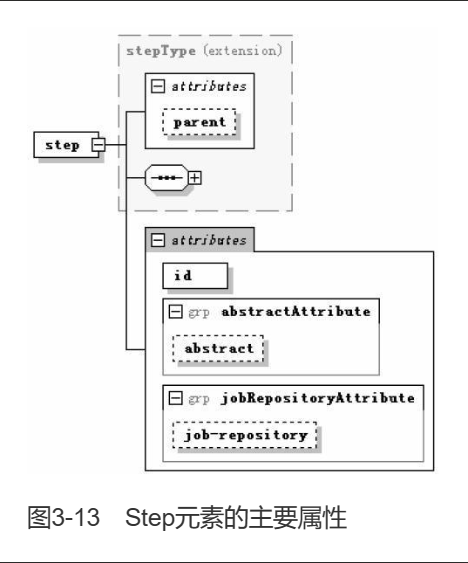 stepType (extension)
attributes
parent
step
attributes
id
grp abstractAttribute
abstract
grp jobRepositoryAttribute
job-repository
图3-13 Step元素的主要属性